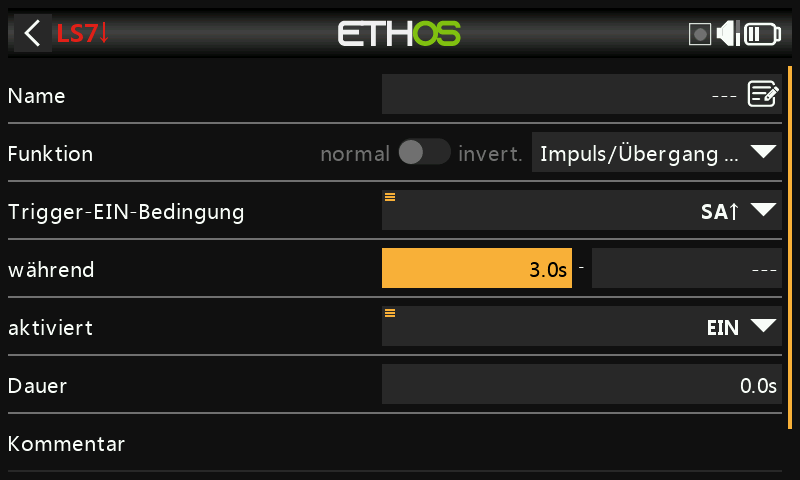 LS7↓ ETHOS
Name ---
Funktion normal invert. Impuls/Übergang ...
Trigger-EIN-Bedingung SA↑
während 3.0s - ---
aktiviert EIN
Dauer 0.0s
Kommentar